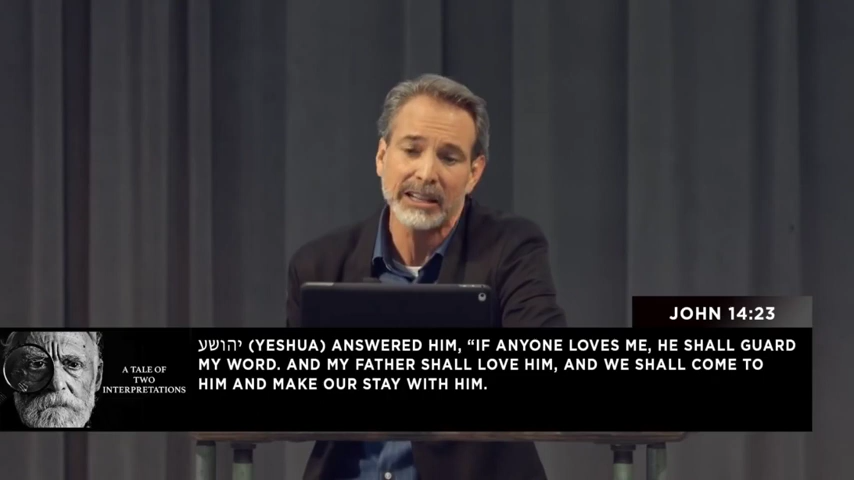 JOHN 14:23
A TALE OF
TWO
INTERPRETATIONS
יהושע (YESHUA) ANSWERED HIM, “IF ANYONE LOVES ME, HE SHALL GUARD
MY WORD. AND MY FATHER SHALL LOVE HIM, AND WE SHALL COME TO
HIM AND MAKE OUR STAY WITH HIM.